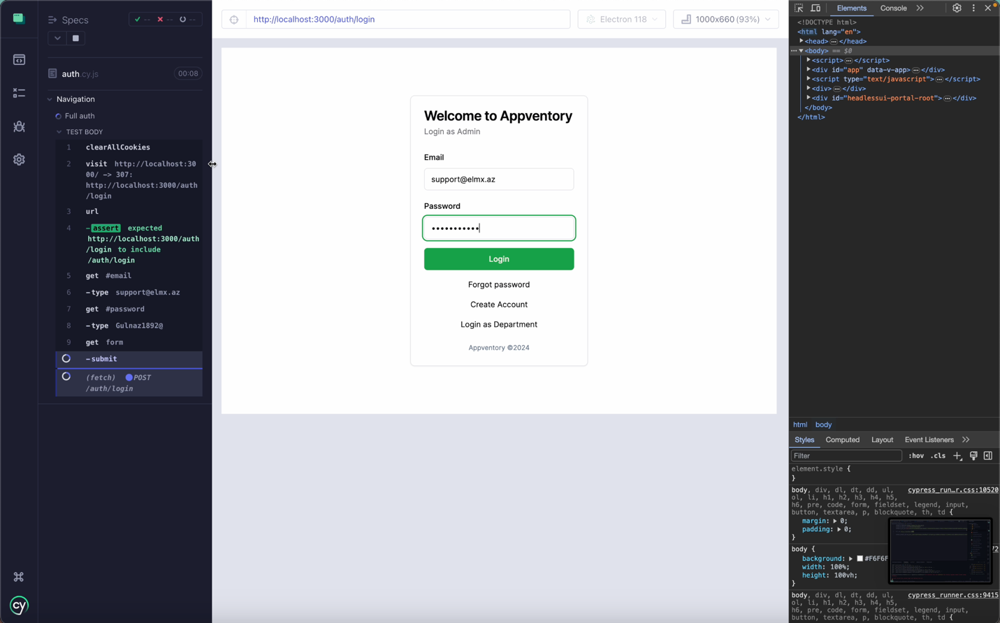 Specs
✓ -- ✗ -- --
auth.cy.js 00:08
Navigation
Full auth
TEST BODY
1 clearAllCookies
2 visit http://localhost:30
00/ -> 307:
http://localhost:3000/auth
/login
3 url
4 -assert expected
http://localhost:3000/auth
/login to include
/auth/login
5 get #email
6 -type support@elmx.az
7 get #password
8 -type Gulnaz1892@
9 get form
-submit
(fetch) POST
/auth/login
cy
http://localhost:3000/auth/login
Electron 118
1000x660 (93%)
Welcome to Appventory
Login as Admin
Email
support@elmx.az
Password
•••••••••••
Login
Forgot password
Create Account
Login as Department
Appventory ©2024
Elements Console
<!DOCTYPE html>
<html lang="en">
<head> … </head>
<body> == $0
<script> … </script>
<div id="app" data-v-app> … </div>
<script type="text/javascript"> … </script>
<div> … </div>
<div id="headlessui-portal-root"> … </div>
</body>
</html>
html body
Styles Computed Layout Event Listeners
Filter :hov .cls
element.style {
}
body, div, dl, dt, dd, ul, cypress_run…r.css:10520
ol, li, h1, h2, h3, h4, h5,
h6, pre, code, form, fieldset, legend, input,
button, textarea, p, blockquote, th, td {
margin: 0;
padding: 0;
}
body { 72
background: #F6F6F
width: 100%;
height: 100vh;
}
body, div, dl, dt, dd, ul, cypress_runner.css:9415
ol, li, h1, h2, h3, h4, h5,
h6, pre, code, form, fieldset, legend, input,
button, textarea, p, blockquote, th, td {